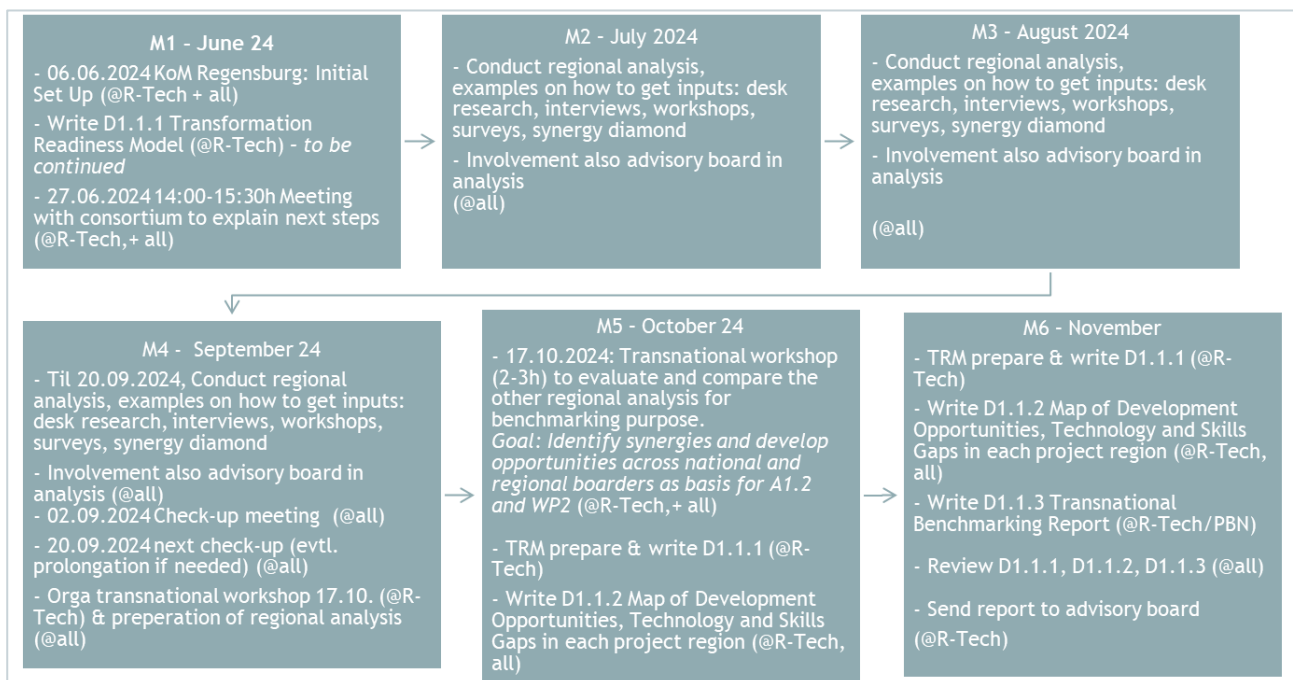 M1 - June 24
- 06.06.2024 KoM Regensburg: Initial
Set Up (@R-Tech + all)
- Write D1.1.1 Transformation
Readiness Model (@R-Tech) - to be
continued
- 27.06.2024 14:00-15:30h Meeting
with consortium to explain next steps
(@R-Tech,+ all)
M2 - July 2024
- Conduct regional analysis,
examples on how to get inputs: desk
research, interviews, workshops,
surveys, synergy diamond
- Involvement also advisory board in
analysis
(@all)
M3 - August 2024
- Conduct regional analysis,
examples on how to get inputs: desk
research, interviews, workshops,
surveys, synergy diamond
- Involvement also advisory board in
analysis
(@all)
M4 - September 24
- Til 20.09.2024, Conduct regional
analysis, examples on how to get inputs:
desk research, interviews, workshops,
surveys, synergy diamond
- Involvement also advisory board in
analysis (@all)
- 02.09.2024 Check-up meeting (@all)
- 20.09.2024 next check-up (evtl.
prolongation if needed) (@all)
- Orga transnational workshop 17.10. (@R-
Tech) & preperation of regional analysis
(@all)
M5 - October 24
- 17.10.2024: Transnational workshop
(2-3h) to evaluate and compare the
other regional analysis for
benchmarking purpose.
Goal: Identify synergies and develop
opportunities across national and
regional boarders as basis for A1.2
and WP2 (@R-Tech,+ all)
- TRM prepare & write D1.1.1 (@R-
Tech)
- Write D1.1.2 Map of Development
Opportunities, Technology and Skills
Gaps in each project region (@R-Tech,
all)
M6 - November
- TRM prepare & write D1.1.1 (@R-
Tech)
- Write D1.1.2 Map of Development
Opportunities, Technology and Skills
Gaps in each project region (@R-Tech,
all)
- Write D1.1.3 Transnational
Benchmarking Report (@R-Tech/PBN)
- Review D1.1.1, D1.1.2, D1.1.3 (@all)
- Send report to advisory board
(@R-Tech)